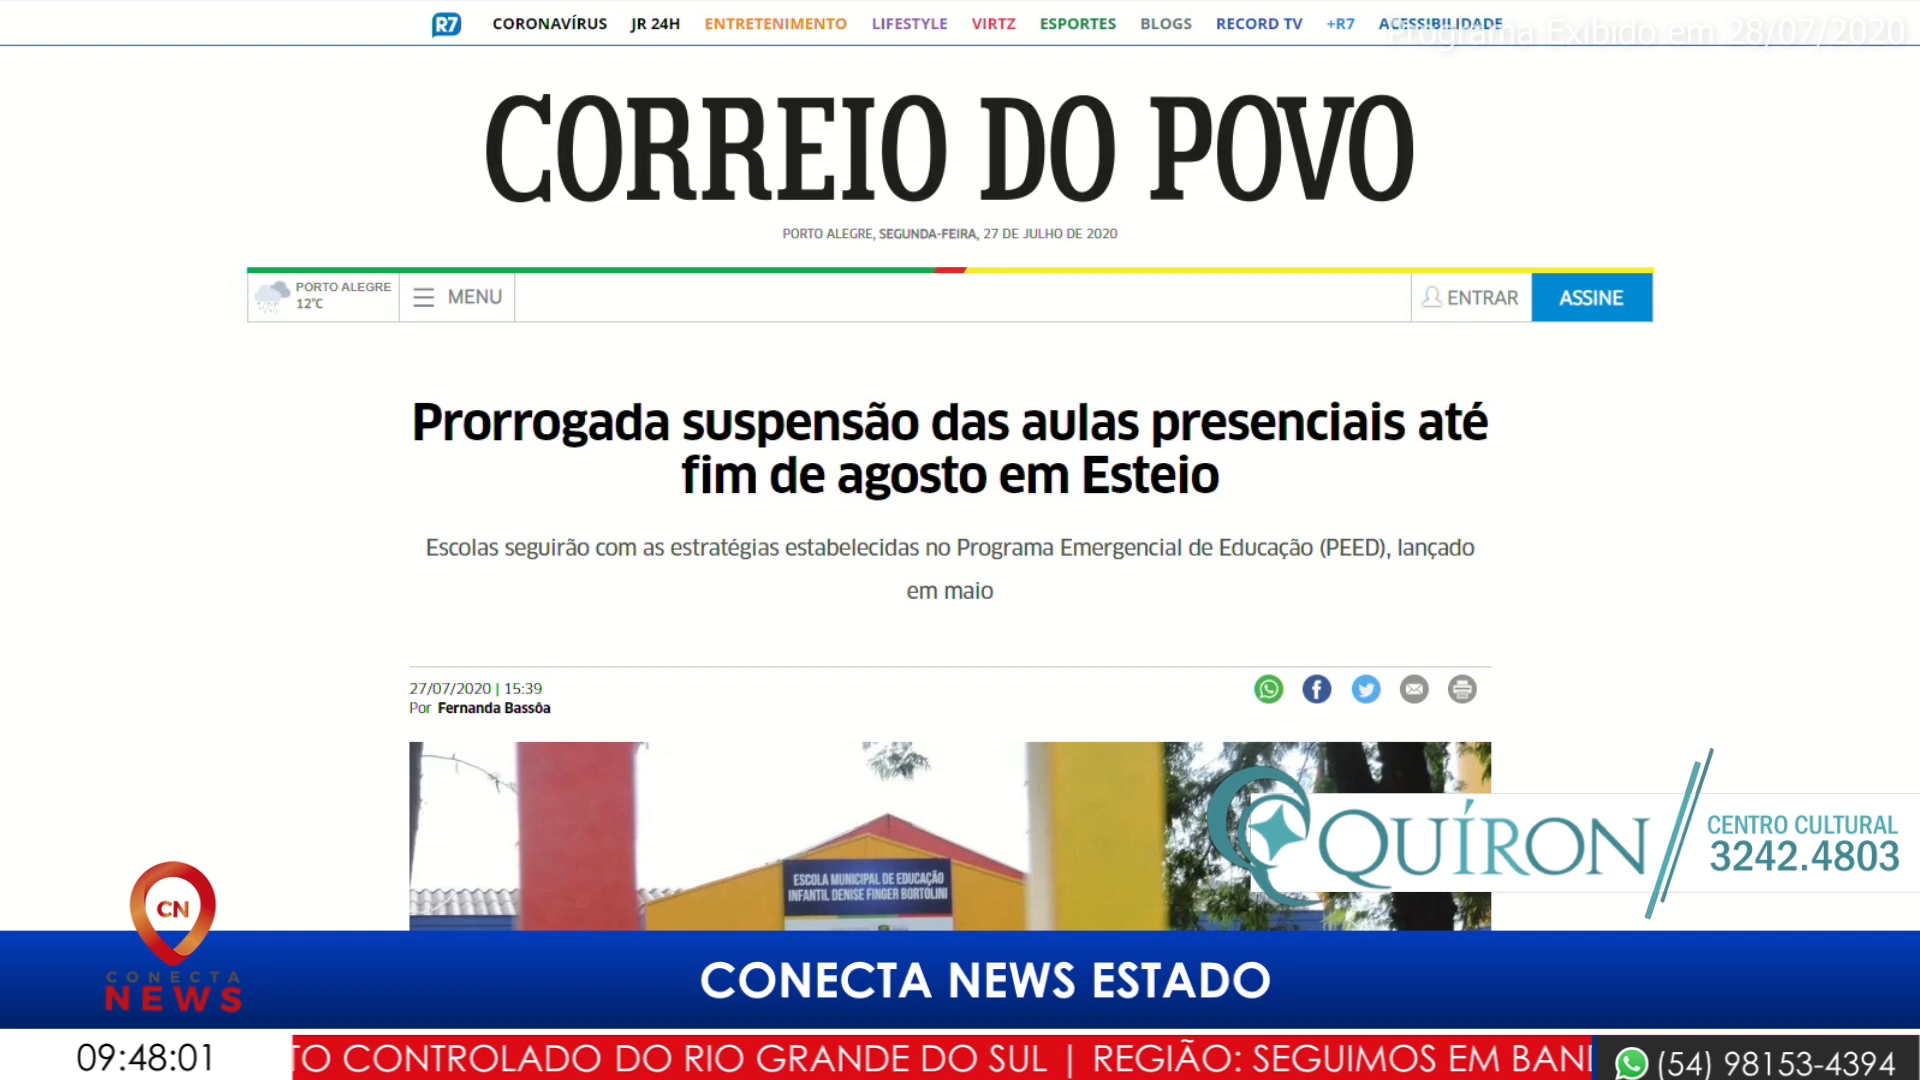 R7 CORONAVÍRUS JR 24H ENTRETENIMENTO LIFESTYLE VIRTZ ESPORTES BLOGS RECORD TV +R7 ACESSIBILIDADE
Programa Exibido em 28/07/2020
CORREIO DO POVO
PORTO ALEGRE, SEGUNDA-FEIRA, 27 DE JULHO DE 2020
PORTO ALEGRE
12°C
MENU
ENTRAR
ASSINE
Prorrogada suspensão das aulas presenciais até
fim de agosto em Esteio
Escolas seguirão com as estratégias estabelecidas no Programa Emergencial de Educação (PEED), lançado
em maio
27/07/2020 | 15:39
Por Fernanda Bassôa
ESCOLA MUNICIPAL DE EDUCAÇÃO
INFANTIL DENISE FINGER BORTOLINI
QUÍRON
CENTRO CULTURAL
3242.4803
CN
CONECTA
NEWS
CONECTA NEWS ESTADO
09:48:01
TO CONTROLADO DO RIO GRANDE DO SUL | REGIÃO: SEGUIMOS EM BAN
(54) 98153-4394